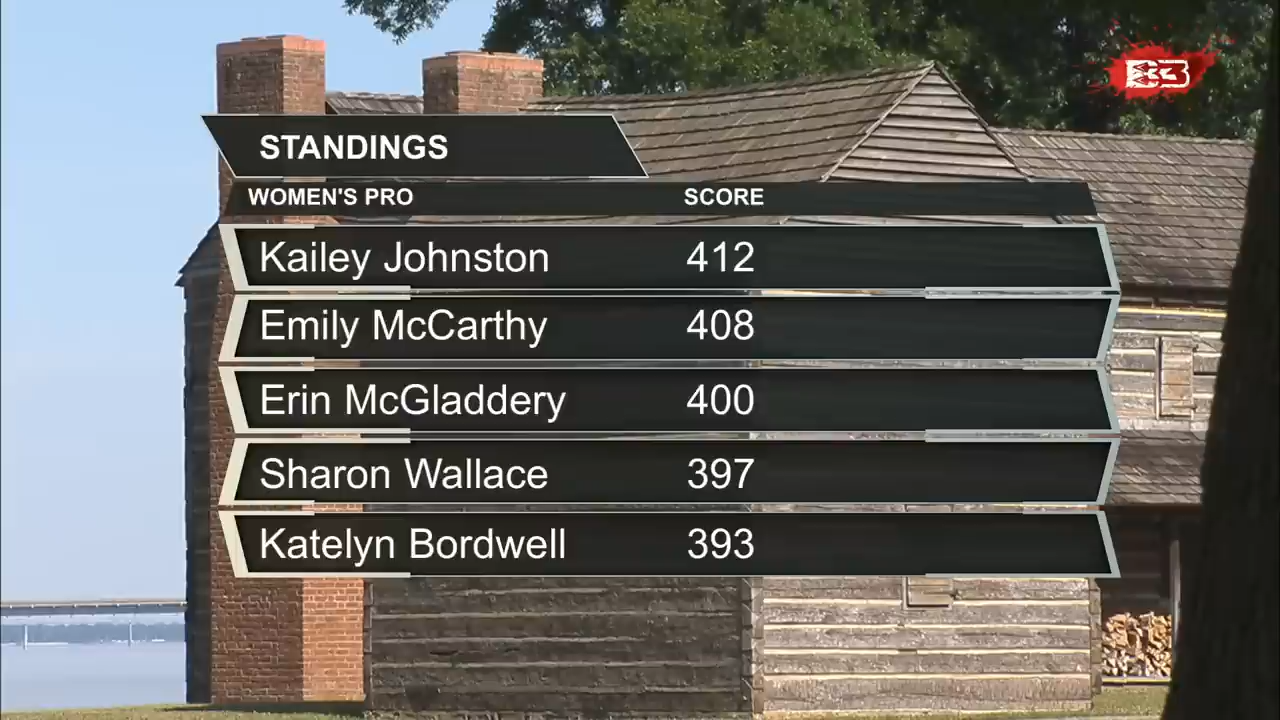 STANDINGS
WOMEN'S PRO SCORE
Kailey Johnston 412
Emily McCarthy 408
Erin McGladdery 400
Sharon Wallace 397
Katelyn Bordwell 393